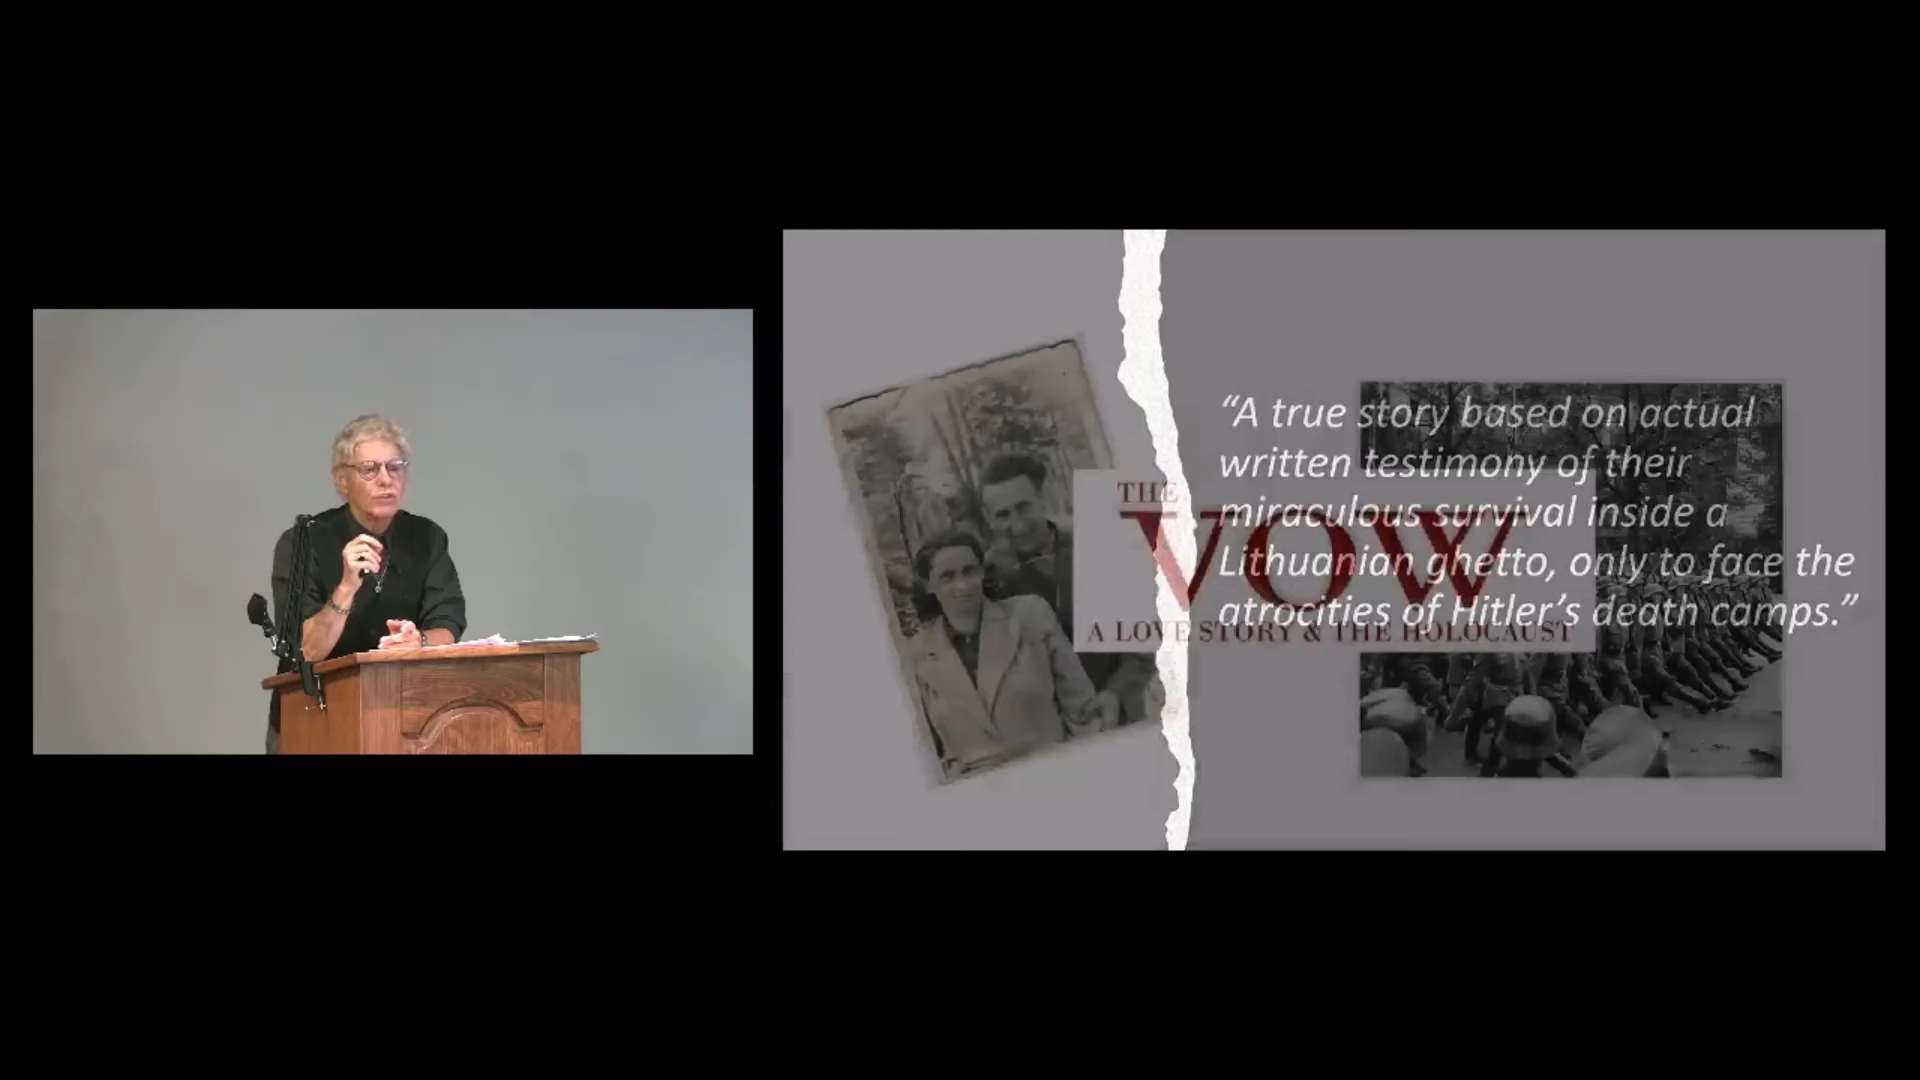 “A true story based on actual
written testimony of their
miraculous survival inside a
Lithuanian ghetto, only to face the
atrocities of Hitler’s death camps.”
THE
VOW
A LOVE STORY & THE HOLOCAUST